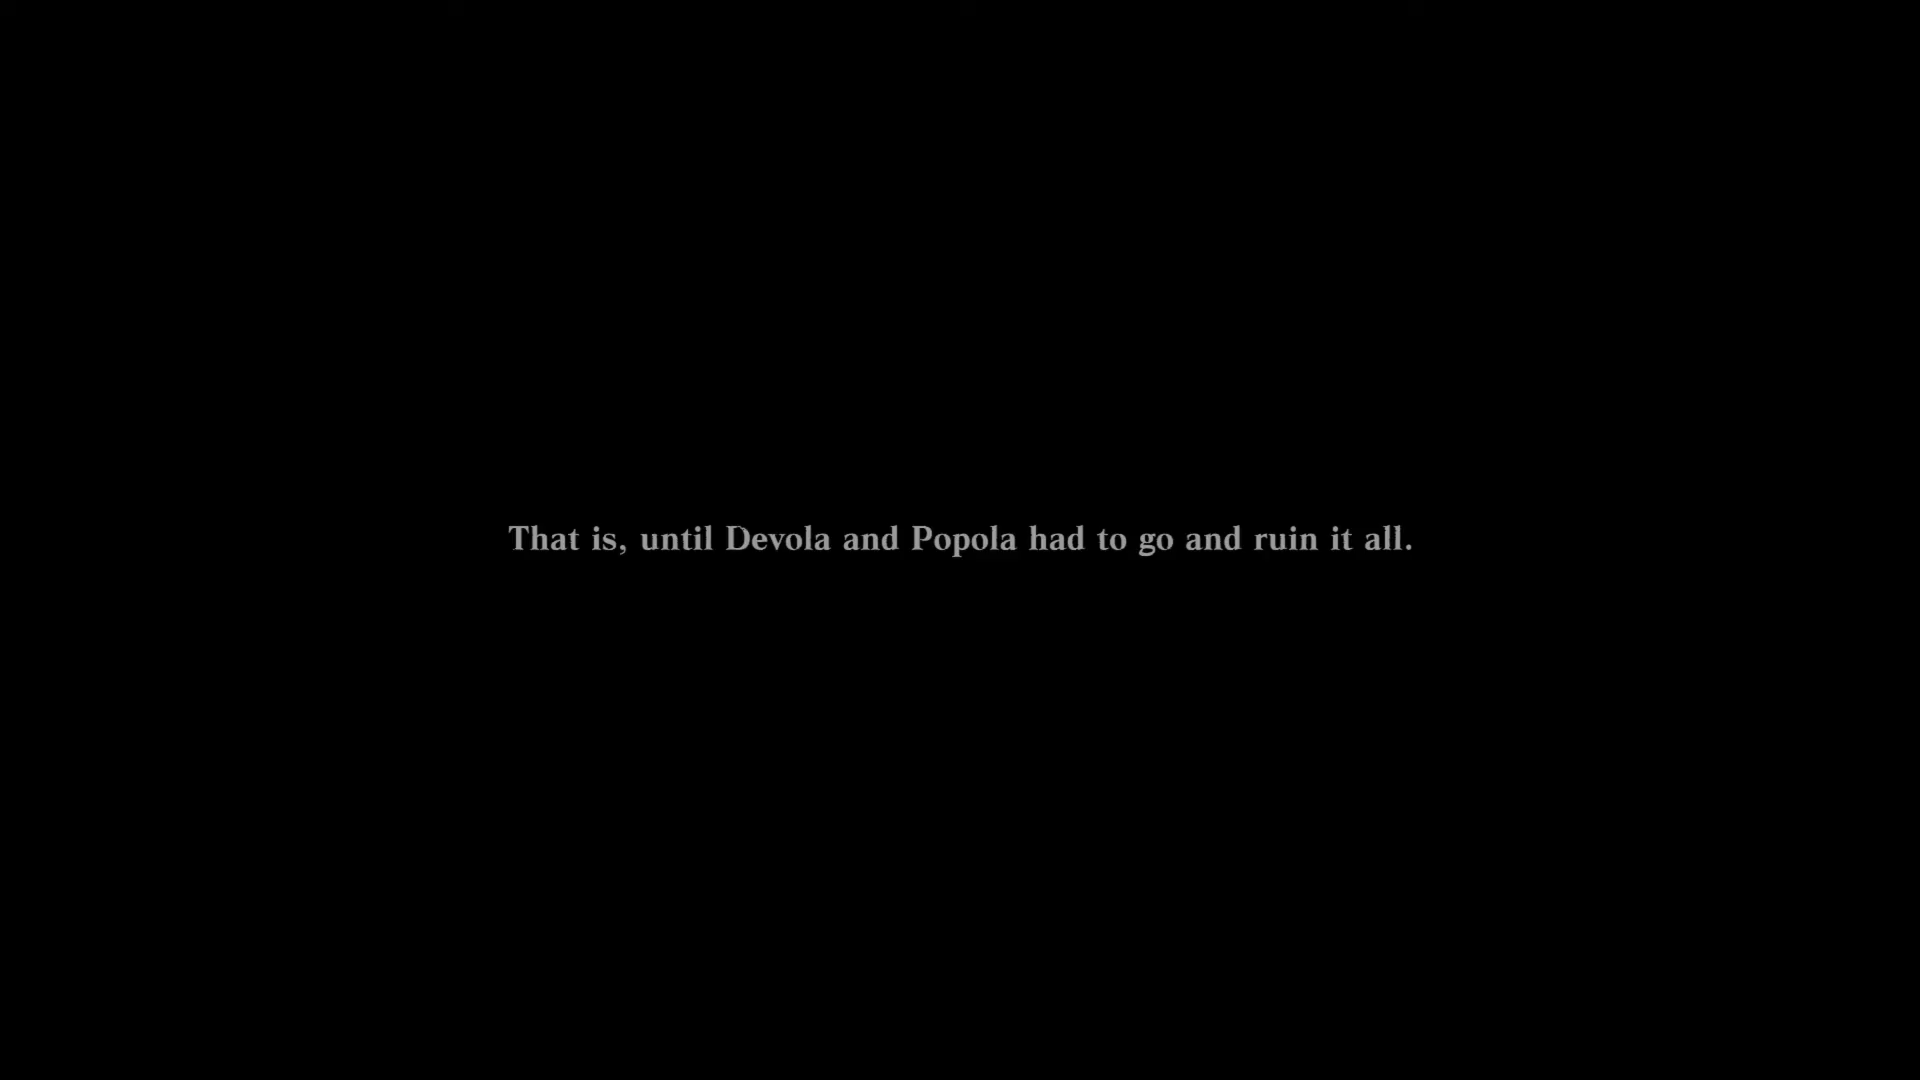 That is, until Devola and Popola had to go and ruin it all.